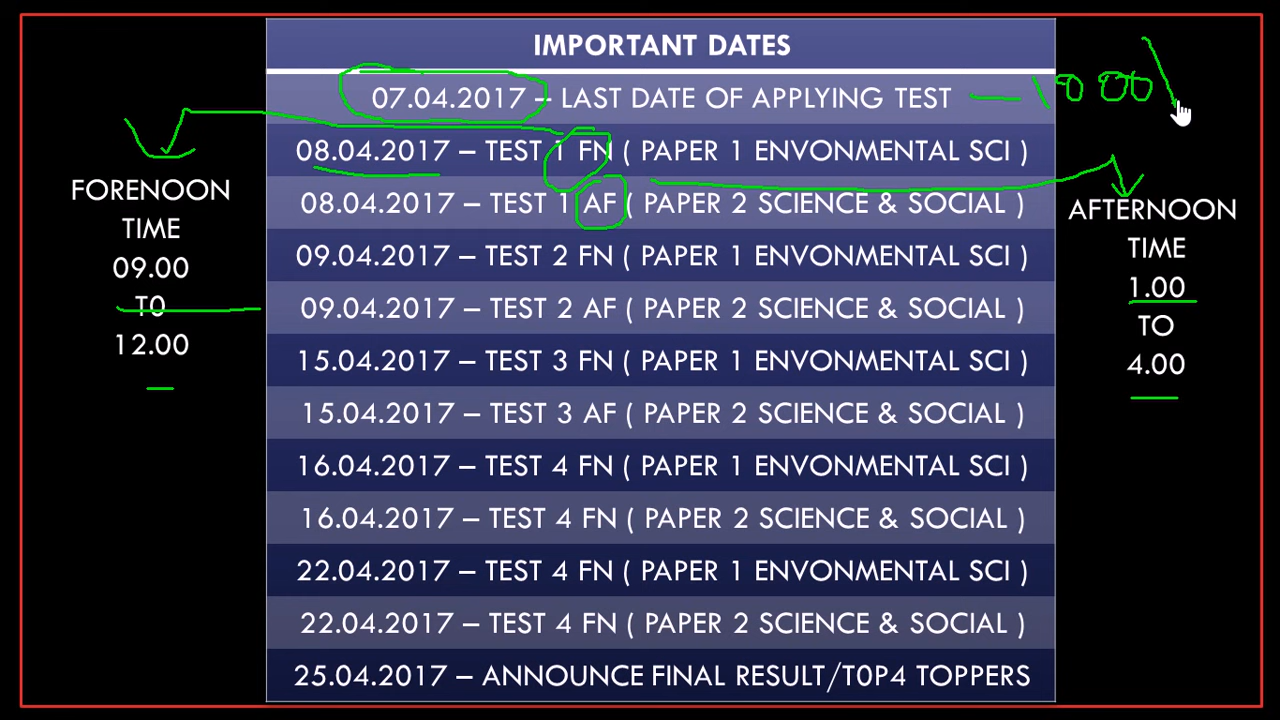 IMPORTANT DATES
07.04.2017 – LAST DATE OF APPLYING TEST
08.04.2017 – TEST 1 FN ( PAPER 1 ENVONMENTAL SCI )
08.04.2017 – TEST 1 AF ( PAPER 2 SCIENCE & SOCIAL )
09.04.2017 – TEST 2 FN ( PAPER 1 ENVONMENTAL SCI )
09.04.2017 – TEST 2 AF ( PAPER 2 SCIENCE & SOCIAL )
15.04.2017 – TEST 3 FN ( PAPER 1 ENVONMENTAL SCI )
15.04.2017 – TEST 3 AF ( PAPER 2 SCIENCE & SOCIAL )
16.04.2017 – TEST 4 FN ( PAPER 1 ENVONMENTAL SCI )
16.04.2017 – TEST 4 FN ( PAPER 2 SCIENCE & SOCIAL )
22.04.2017 – TEST 4 FN ( PAPER 1 ENVONMENTAL SCI )
22.04.2017 – TEST 4 FN ( PAPER 2 SCIENCE & SOCIAL )
25.04.2017 – ANNOUNCE FINAL RESULT/T0P4 TOPPERS
FORENOON
TIME
09.00
T0
12.00
AFTERNOON
TIME
1.00
TO
4.00